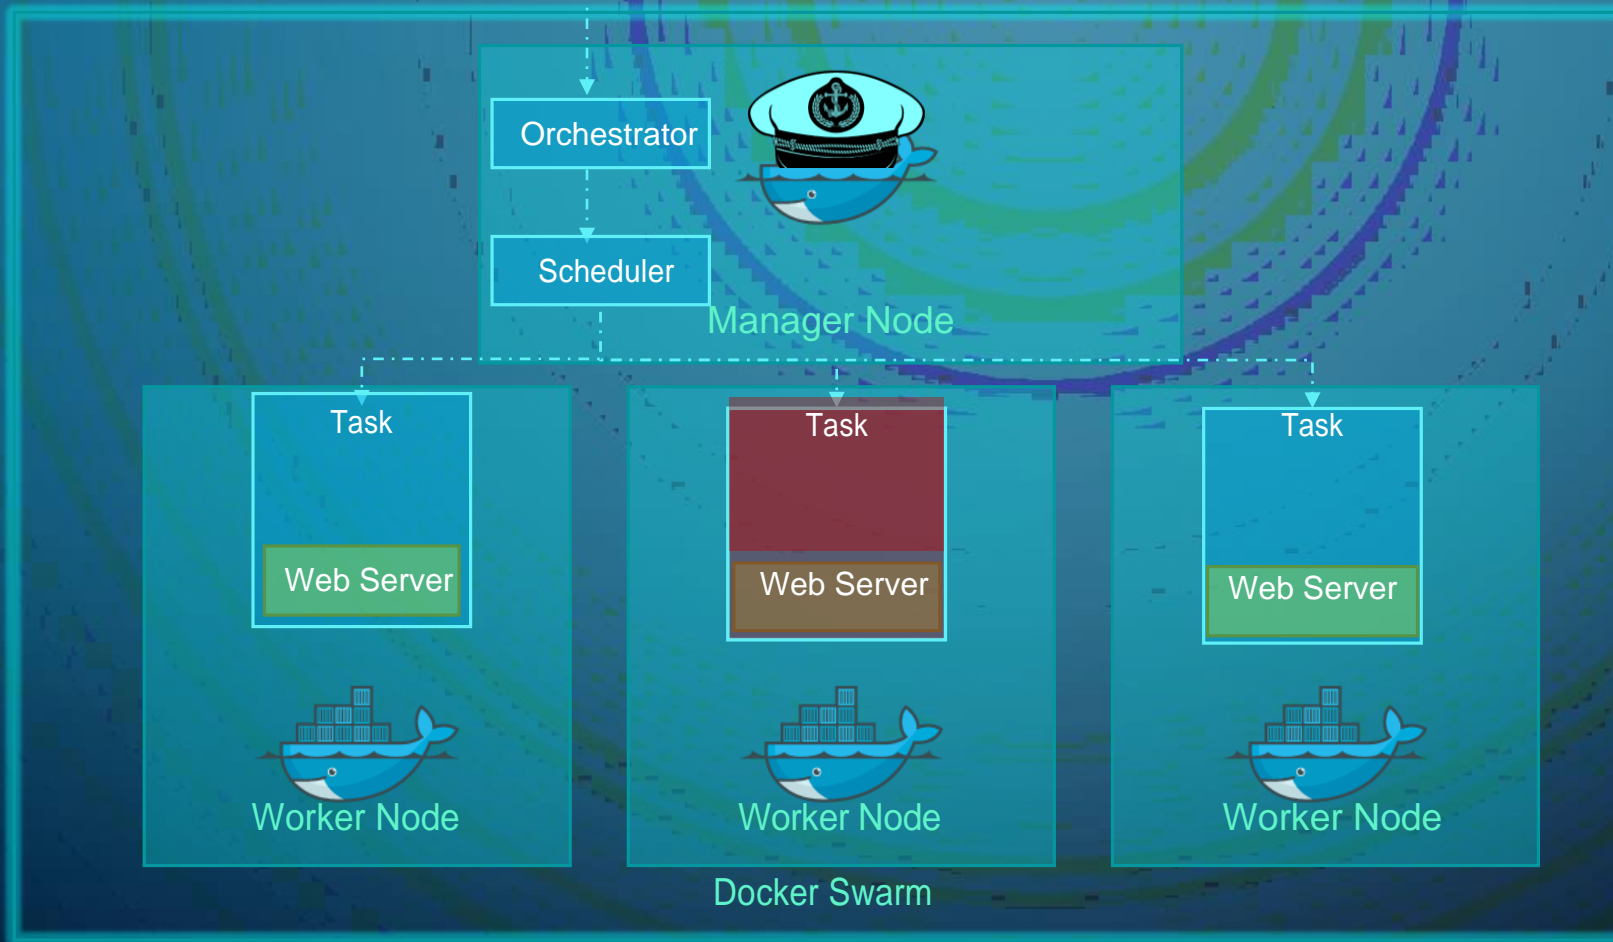 Orchestrator
Scheduler
Manager Node
Task
Task
Task
Web Server
Web Server
Web Server
Worker Node
Worker Node
Worker Node
Docker Swarm